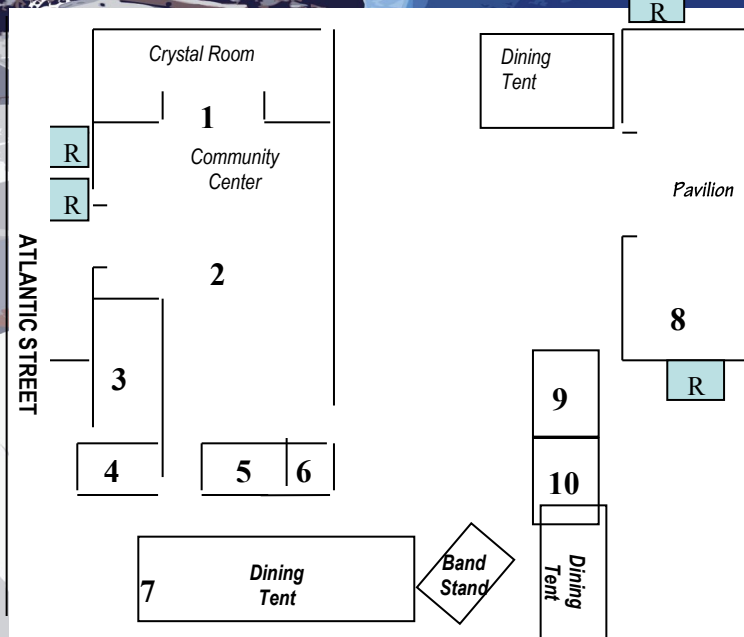 R
Crystal Room
Dining
Tent
1
R
Community
Center
Pavilion
R
ATLANTIC STREET
2
8
3
9
R
4
5
6
10
7
Dining
Tent
Band
Stand
Dining
Tent